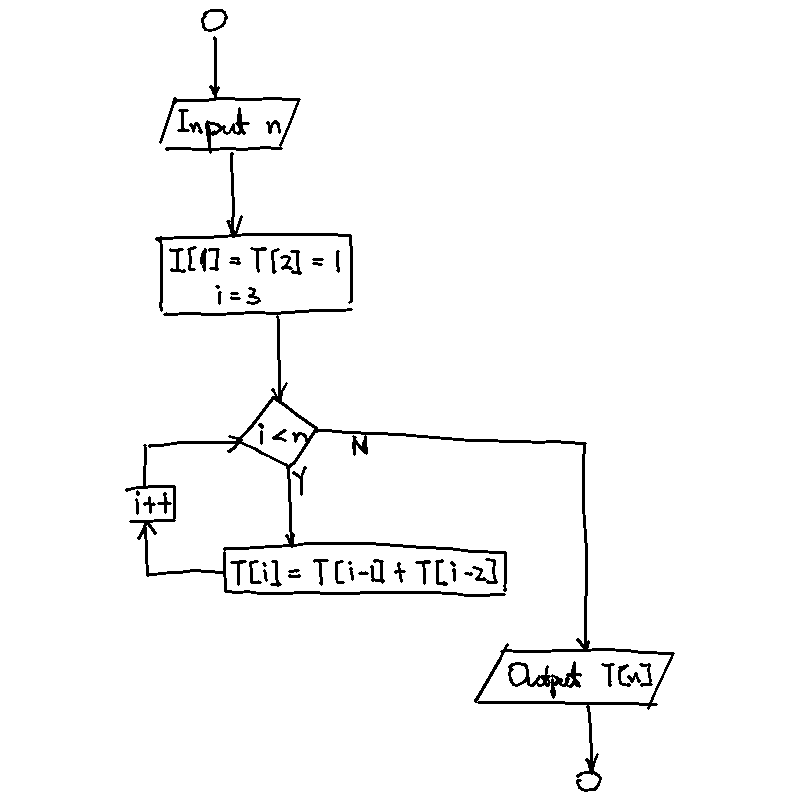 Input n
I[1] = T[2] = 1
i = 3
i < n
N
Y
i++
T[i] = T[i-1] + T[i-2]
Output T[n]